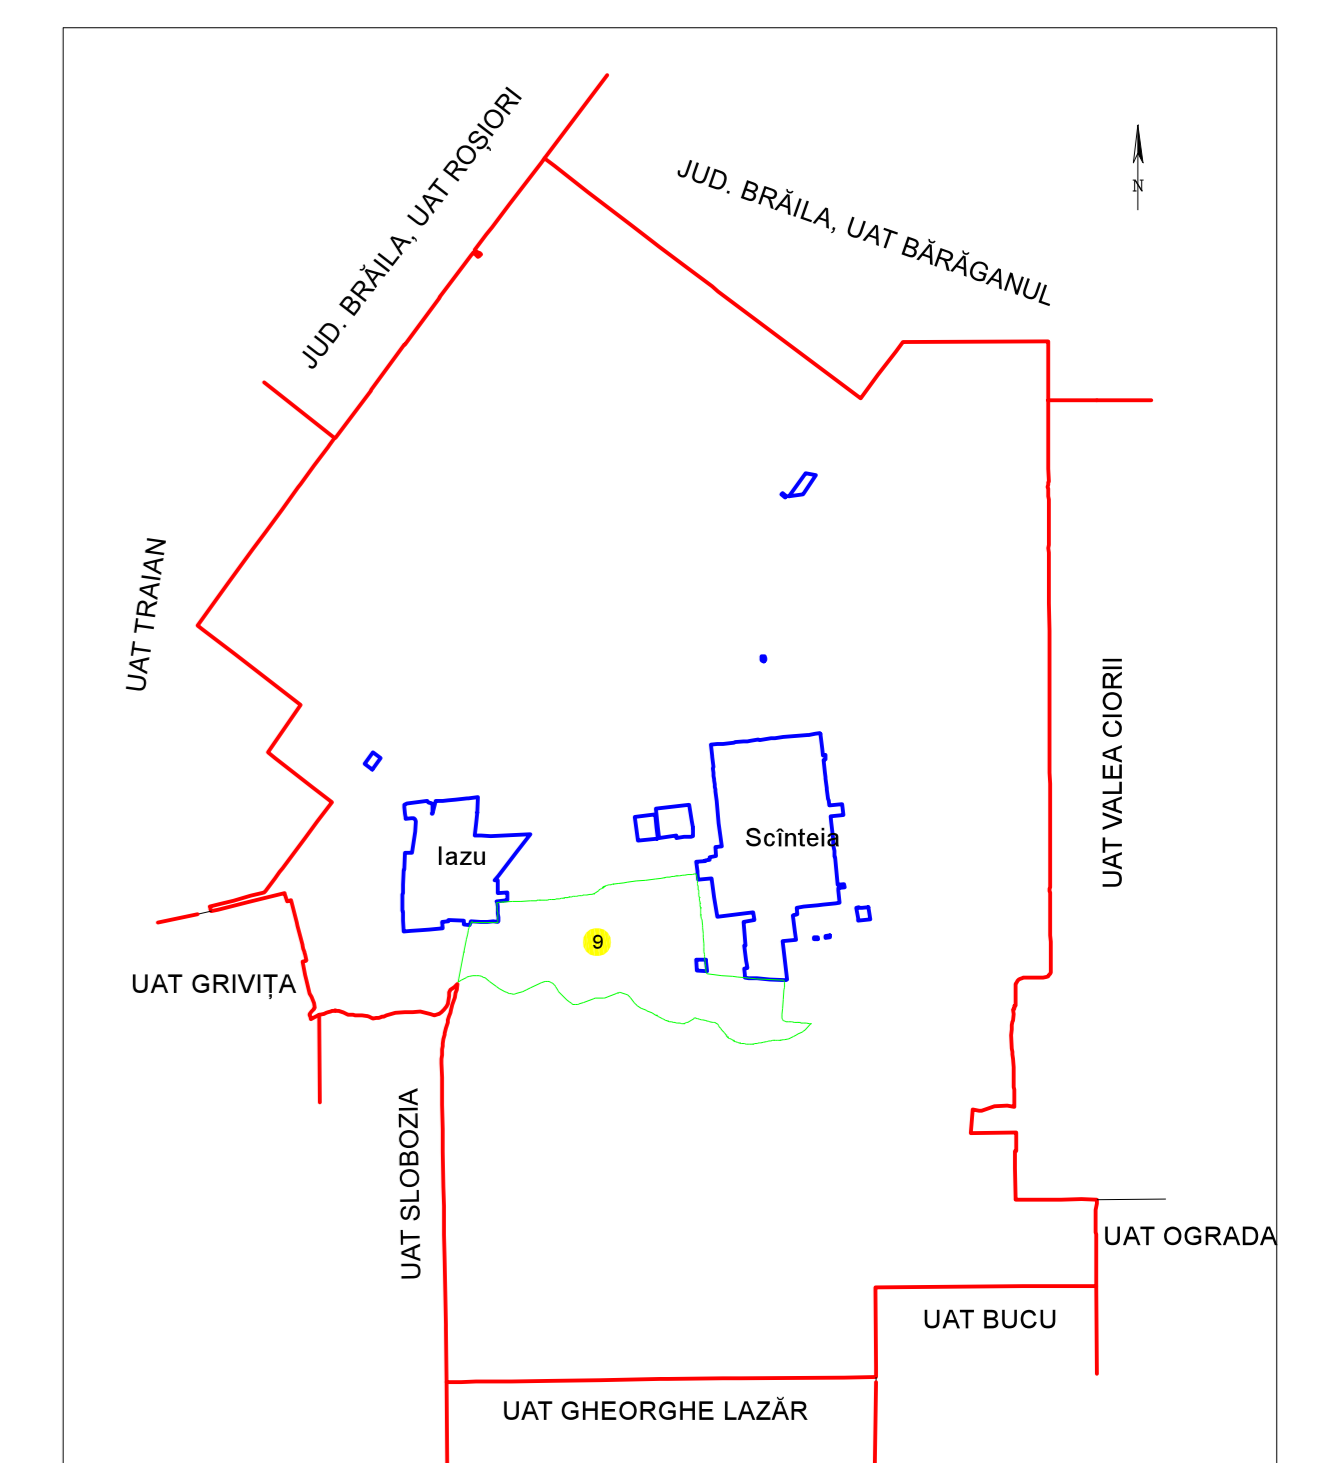 JUD. BRĂILA, UAT ROȘIORI
JUD. BRĂILA, UAT BĂRĂGANUL
N
UAT TRAIAN
UAT VALEA CIORII
Scînteia
Iazu
9
UAT GRIVIȚA
UAT SLOBOZIA
UAT OGRADA
UAT BUCU
UAT GHEORGHE LAZĂR